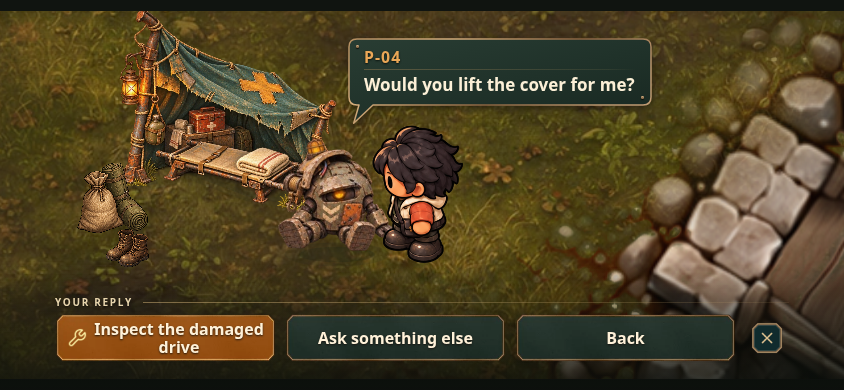 P-04
Would you lift the cover for me?
YOUR REPLY
Inspect the damaged
drive
Ask something else
Back